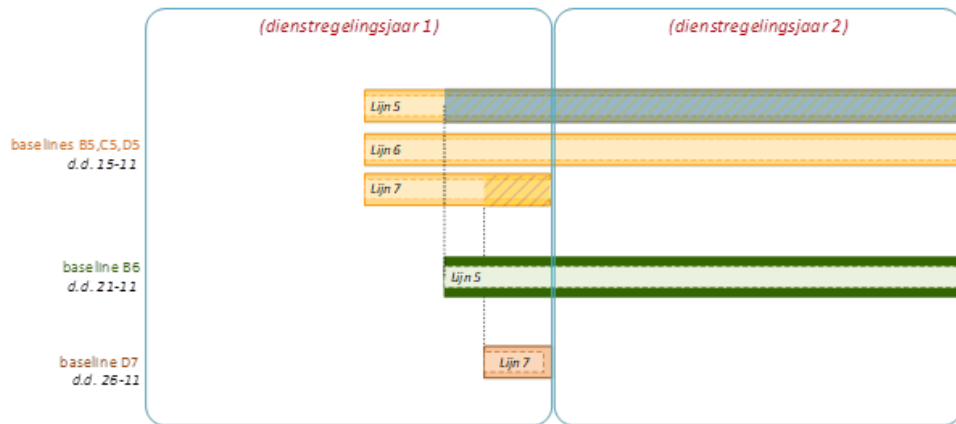 (dienstregelingsjaar 1)
(dienstregelingsjaar 2)
Lijn 5
baselines B5,C5,D5
d.d. 15-11
Lijn 6
Lijn 7
baseline B6
d.d. 21-11
Lijn 5
baseline D7
d.d. 26-11
Lijn 7